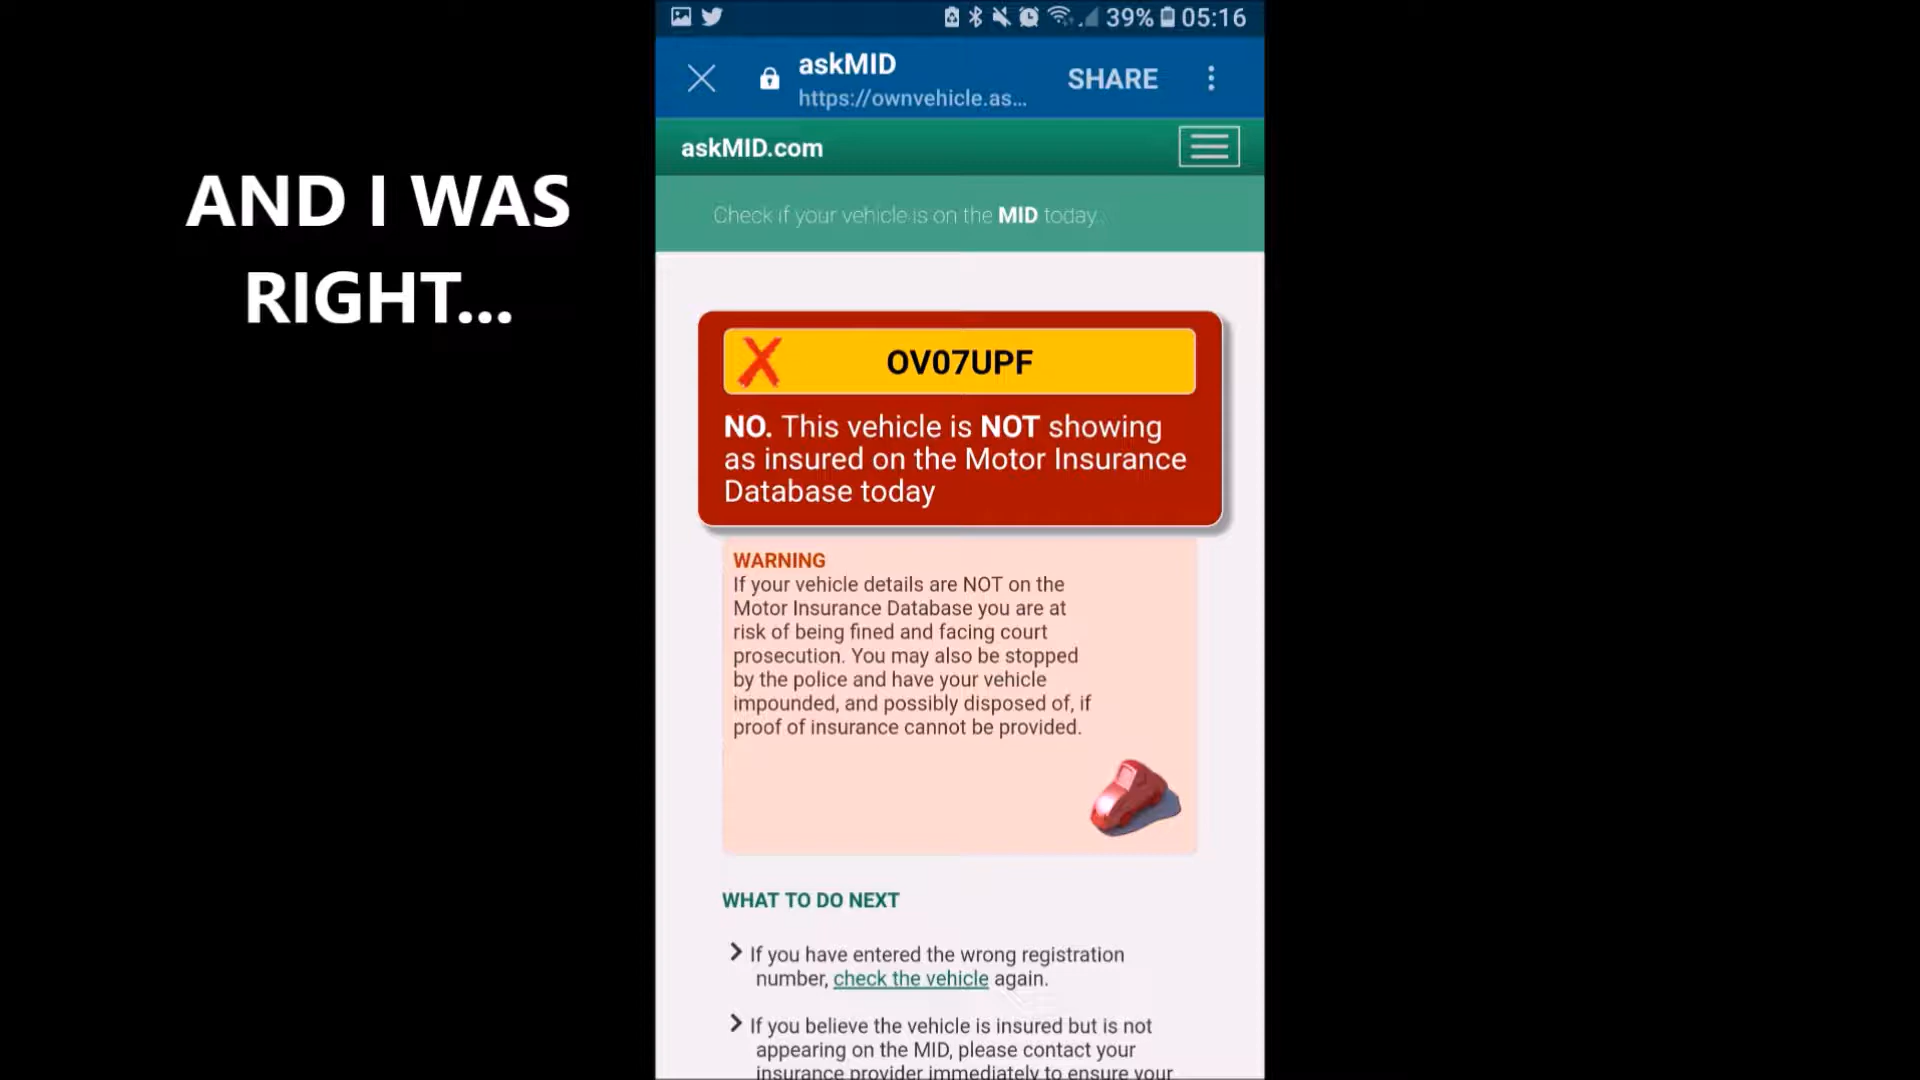 39% 05:16
askMID
https://ownvehicle.as...
SHARE
askMID.com
Check if your vehicle is on the MID today.
AND I WAS
RIGHT...
X OV07UPF
NO. This vehicle is NOT showing
as insured on the Motor Insurance
Database today
WARNING
If your vehicle details are NOT on the
Motor Insurance Database you are at
risk of being fined and facing court
prosecution. You may also be stopped
by the police and have your vehicle
impounded, and possibly disposed of, if
proof of insurance cannot be provided.
WHAT TO DO NEXT
If you have entered the wrong registration
number, check the vehicle again.
If you believe the vehicle is insured but is not
appearing on the MID, please contact your
insurance provider immediately to ensure your